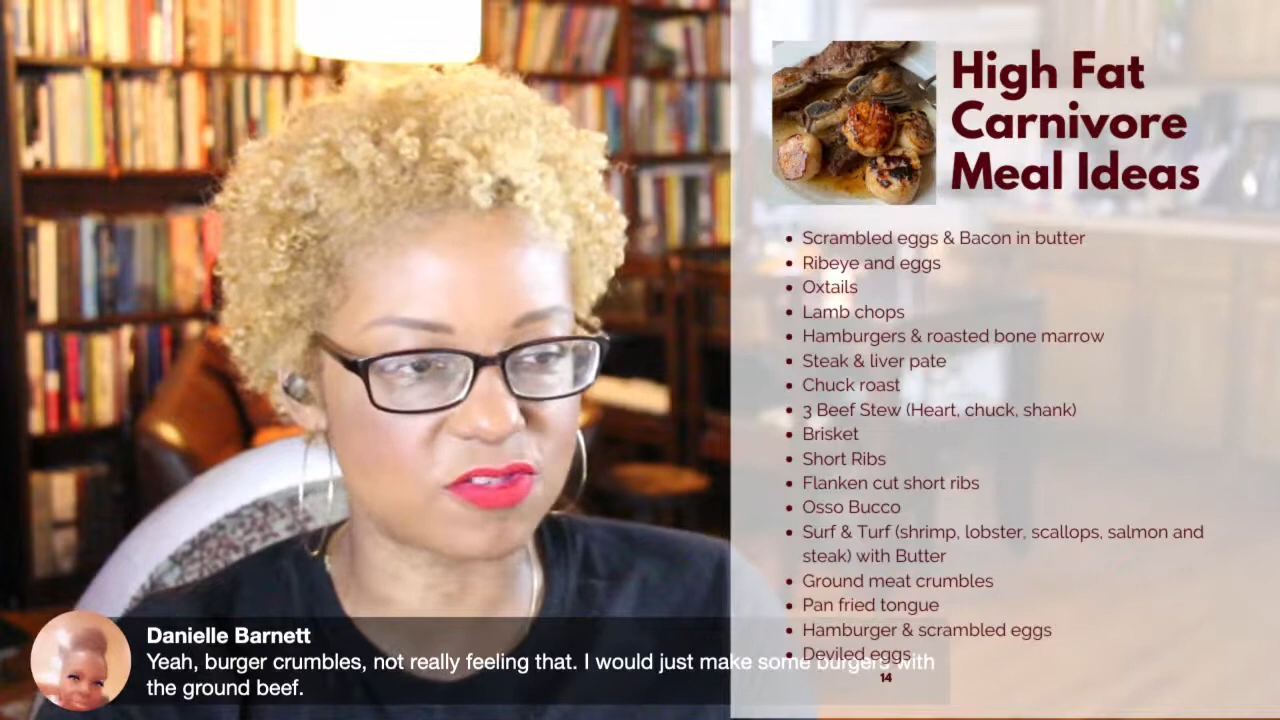 High Fat
Carnivore
Meal Ideas
• Scrambled eggs & Bacon in butter
• Ribeye and eggs
• Oxtails
• Lamb chops
• Hamburgers & roasted bone marrow
• Steak & liver pate
• Chuck roast
• 3 Beef Stew (Heart, chuck, shank)
• Brisket
• Short Ribs
• Flanken cut short ribs
• Osso Bucco
• Surf & Turf (shrimp, lobster, scallops, salmon and
steak) with Butter
• Ground meat crumbles
• Pan fried tongue
• Hamburger & scrambled eggs
• Deviled eggs
14
Danielle Barnett
Yeah, burger crumbles, not really feeling that. I would just make some burgers with
the ground beef.